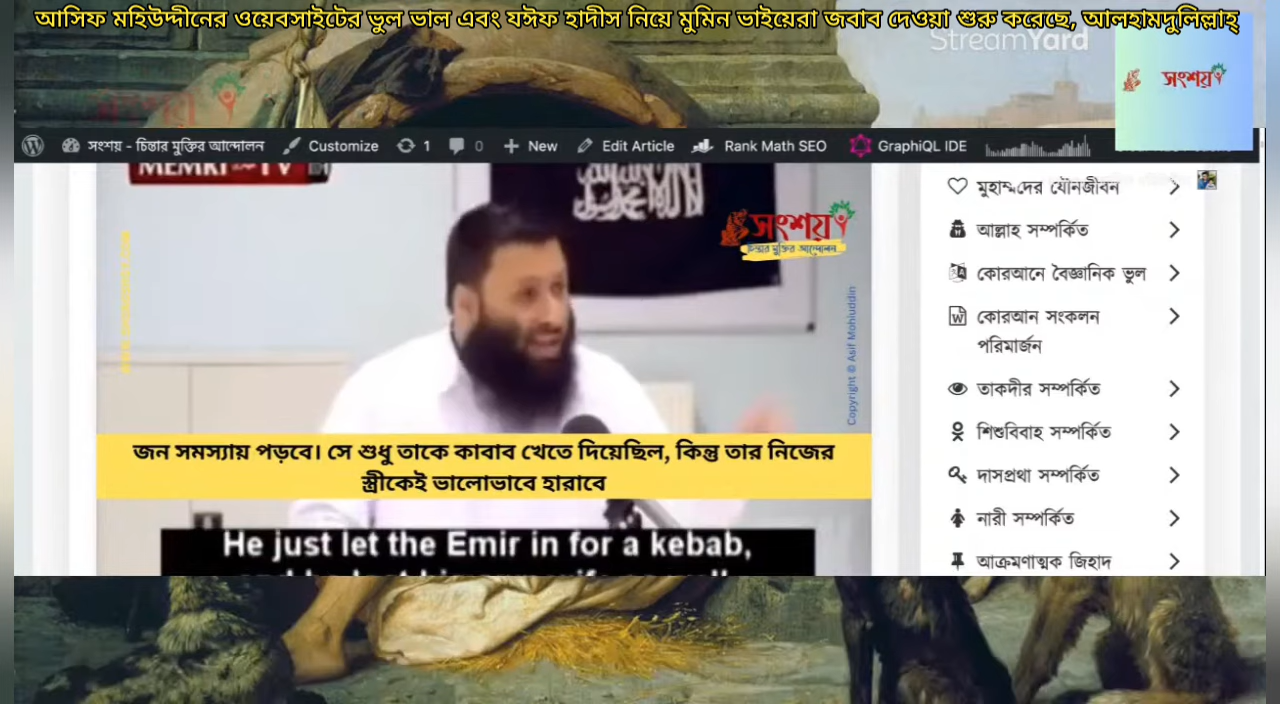 আসিফ মহিউদ্দীনের ওয়েবসাইটের ভুল ভাল এবং যঈফ হাদীস নিয়ে মুমিন ভাইয়েরা জবাব দেওয়া শুরু করেছে, আলহামদুলিল্লাহ্
StreamYard
সংশয়
সংশয়
সংশয় - চিন্তার মুক্তির আন্দোলন Customize 1 0 New Edit Article Rank Math SEO GraphiQL IDE
MEMRI TV
সংশয়
চিন্তার মুক্তির আন্দোলন
Copyright © Asif Mohiuddin
জন সমস্যায় পড়বে। সে শুধু তাকে কাবাব খেতে দিয়েছিল, কিন্তু তার নিজের
স্ত্রীকেই ভালোভাবে হারাবে
He just let the Emir in for a kebab,
মুহাম্মদের যৌনজীবন
আল্লাহ সম্পর্কিত
কোরআনে বৈজ্ঞানিক ভুল
কোরআন সংকলন
পরিমার্জন
তাকদীর সম্পর্কিত
শিশুবিবাহ সম্পর্কিত
দাসপ্রথা সম্পর্কিত
নারী সম্পর্কিত
আক্রমণাত্মক জিহাদ